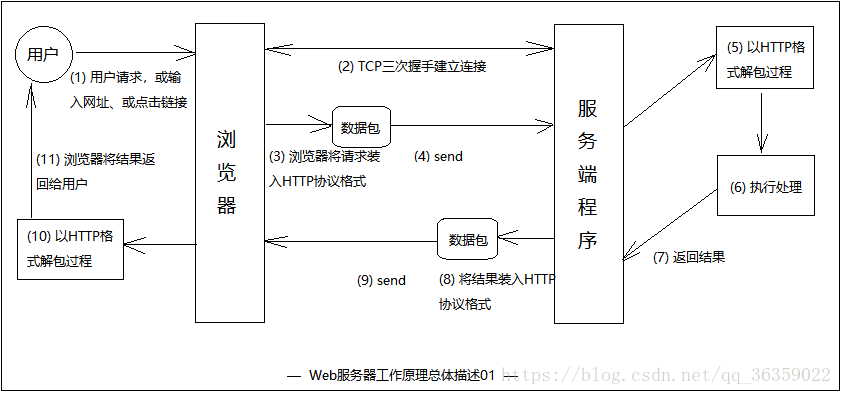 用户
(1) 用户请求，或输
入网址、或点击链接
浏
览
器
(2) TCP三次握手建立连接
数据包
(3) 浏览器将请求装
入HTTP协议格式
(4) send
服
务
端
程
序
(5) 以HTTP格
式解包过程
(6) 执行处理
(7) 返回结果
数据包
(8) 将结果装入HTTP
协议格式
(9) send
(10) 以HTTP格
式解包过程
(11) 浏览器将结果返
回给用户
— Web服务器工作原理总体描述01 —
https://blog.csdn.net/qq_36359022